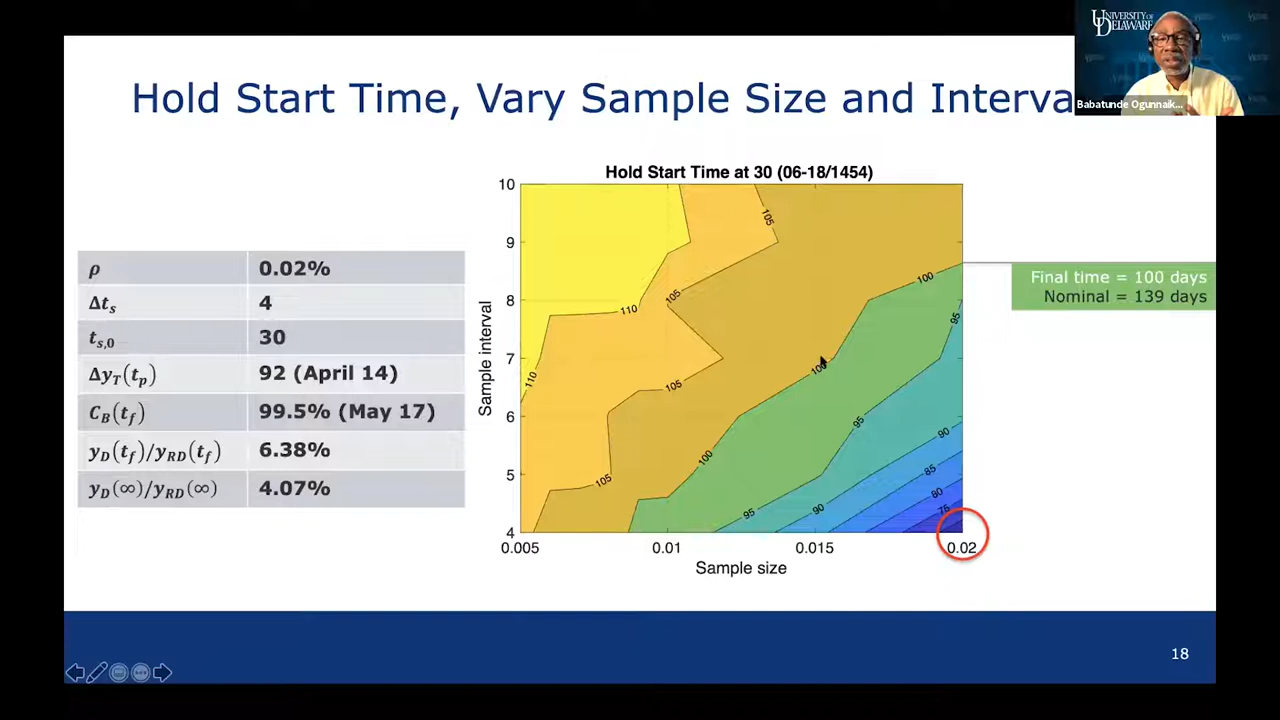 UNIVERSITY OF
DELAWARE
Babatunde Ogunnaik...
Hold Start Time, Vary Sample Size and Interva
Hold Start Time at 30 (06-18/1454)
ρ 0.02%
Δtₛ 4
tₛ,₀ 30
Δy_T(t_p) 92 (April 14)
C_B(t_f) 99.5% (May 17)
y_D(t_f)/y_RD(t_f) 6.38%
y_D(∞)/y_RD(∞) 4.07%
Sample interval
10
9
8
7
6
5
4
0.005 0.01 0.015 0.02
Sample size
105
100
105
110
95
100
110
105
95
90
100
85
105
80
95
90
75
Final time = 100 days
Nominal = 139 days
18